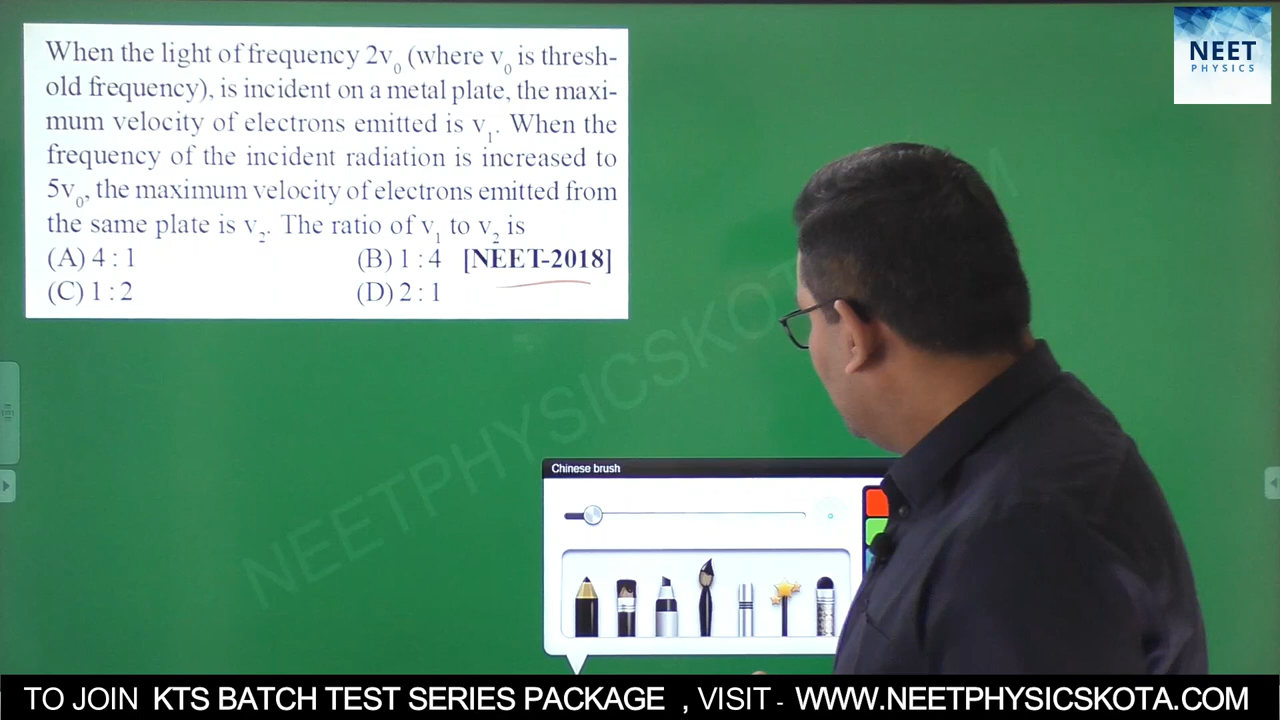 When the light of frequency 2v₀ (where v₀ is thresh-
old frequency), is incident on a metal plate, the maxi-
mum velocity of electrons emitted is v₁. When the
frequency of the incident radiation is increased to
5v₀, the maximum velocity of electrons emitted from
the same plate is v₂. The ratio of v₁ to v₂ is
(A) 4 : 1 (B) 1 : 4 [NEET-2018]
(C) 1 : 2 (D) 2 : 1
NEET
PHYSICS
NEETPHYSICSKOTA.COM
Chinese brush
TO JOIN KTS BATCH TEST SERIES PACKAGE , VISIT - WWW.NEETPHYSICSKOTA.COM